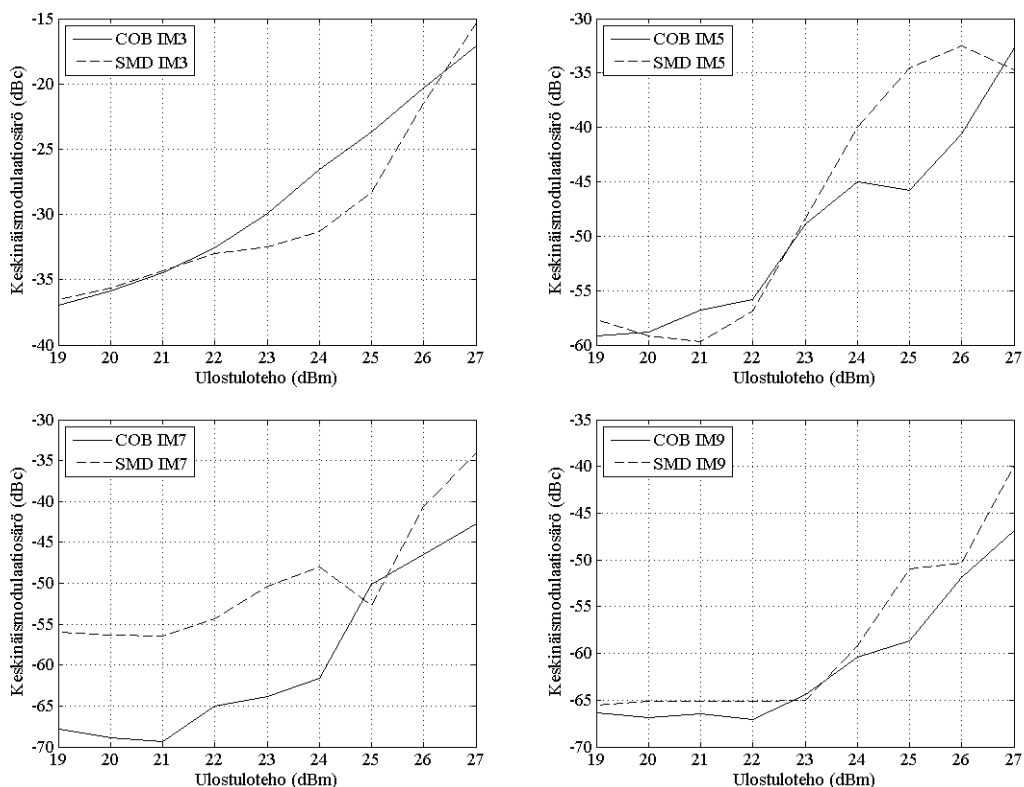 -15
-20
-25
-30
-35
-40
Keskinäismodulaatiosärö (dBc)
COB IM3
SMD IM3
19 20 21 22 23 24 25 26 27
Ulostuloteho (dBm)
-30
-35
-40
-45
-50
-55
-60
Keskinäismodulaatiosärö (dBc)
COB IM5
SMD IM5
19 20 21 22 23 24 25 26 27
Ulostuloteho (dBm)
-30
-35
-40
-45
-50
-55
-60
-65
-70
Keskinäismodulaatiosärö (dBc)
COB IM7
SMD IM7
19 20 21 22 23 24 25 26 27
Ulostuloteho (dBm)
-35
-40
-45
-50
-55
-60
-65
-70
Keskinäismodulaatiosärö (dBc)
COB IM9
SMD IM9
19 20 21 22 23 24 25 26 27
Ulostuloteho (dBm)